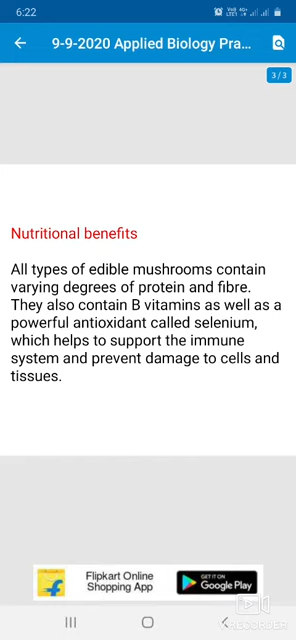 6:22
9-9-2020 Applied Biology Pra...
3 / 3
Nutritional benefits
All types of edible mushrooms contain
varying degrees of protein and fibre.
They also contain B vitamins as well as a
powerful antioxidant called selenium,
which helps to support the immune
system and prevent damage to cells and
tissues.
Flipkart Online
Shopping App
GET IT ON
Google Play
RECORDER